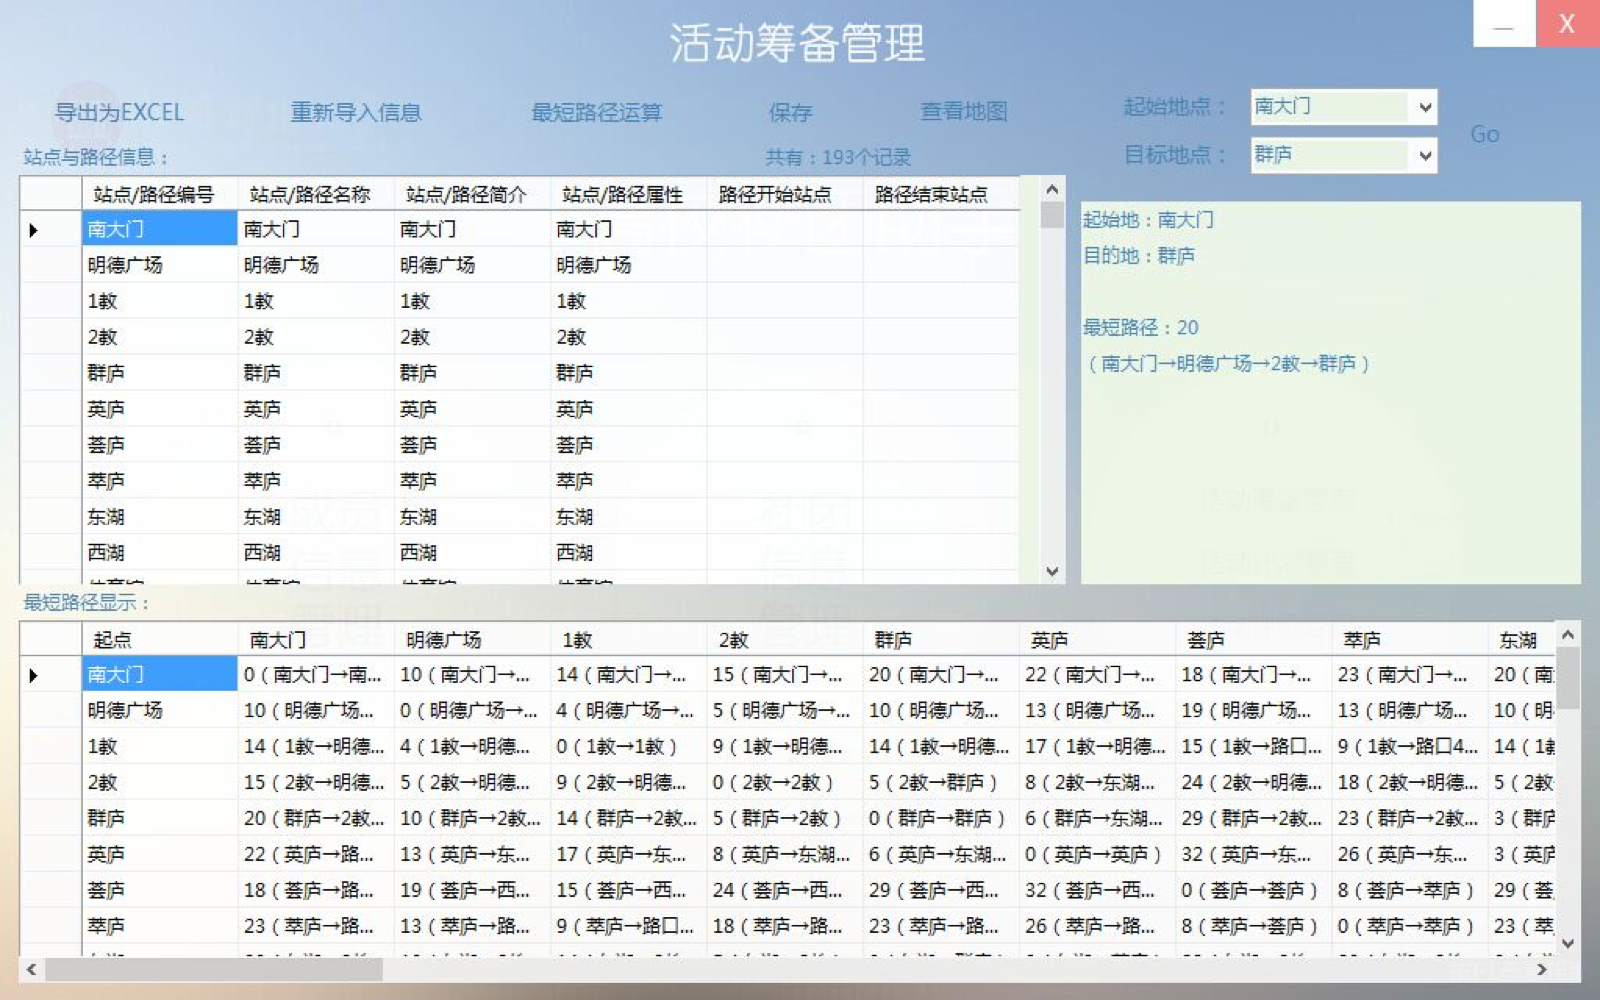 活动筹备管理
— X
导出为EXCEL 重新导入信息 最短路径运算 保存 查看地图 起始地点： 南大门
目标地点： 群庐 Go
站点与路径信息： 共有：193个记录
站点/路径编号 站点/路径名称 站点/路径简介 站点/路径属性 路径开始站点 路径结束站点
南大门 南大门 南大门 南大门
明德广场 明德广场 明德广场 明德广场
1教 1教 1教 1教
2教 2教 2教 2教
群庐 群庐 群庐 群庐
英庐 英庐 英庐 英庐
荟庐 荟庐 荟庐 荟庐
萃庐 萃庐 萃庐 萃庐
东湖 东湖 东湖 东湖
西湖 西湖 西湖 西湖
起始地：南大门
目的地：群庐
最短路径：20
（南大门→明德广场→2教→群庐）
最短路径显示：
起点 南大门 明德广场 1教 2教 群庐 英庐 荟庐 萃庐 东湖
南大门 0（南大门→南... 10（南大门→... 14（南大门→... 15（南大门→... 20（南大门→... 22（南大门→... 18（南大门→... 23（南大门→... 20（南
明德广场 10（明德广场... 0（明德广场→... 4（明德广场→... 5（明德广场→... 10（明德广场... 13（明德广场... 19（明德广场... 13（明德广场... 10（明
1教 14（1教→明德... 4（1教→明德... 0（1教→1教） 9（1教→明德... 14（1教→明德... 17（1教→明德... 15（1教→路口... 9（1教→路口4... 14（1教
2教 15（2教→明德... 5（2教→明德... 9（2教→明德... 0（2教→2教） 5（2教→群庐） 8（2教→东湖... 24（2教→明德... 18（2教→明德... 5（2教
群庐 20（群庐→2教... 10（群庐→2教... 14（群庐→2教... 5（群庐→2教） 0（群庐→群庐） 6（群庐→东湖... 29（群庐→2教... 23（群庐→2教... 3（群庐
英庐 22（英庐→路... 13（英庐→东... 17（英庐→东... 8（英庐→东湖... 6（英庐→东湖... 0（英庐→英庐） 32（英庐→东... 26（英庐→东... 3（英庐
荟庐 18（荟庐→路... 19（荟庐→西... 15（荟庐→西... 24（荟庐→西... 29（荟庐→西... 32（荟庐→西... 0（荟庐→荟庐） 8（荟庐→萃庐） 29（荟
萃庐 23（萃庐→路... 13（萃庐→路... 9（萃庐→路口... 18（萃庐→路... 23（萃庐→路... 26（萃庐→路... 8（萃庐→荟庐） 0（萃庐→萃庐） 23（萃